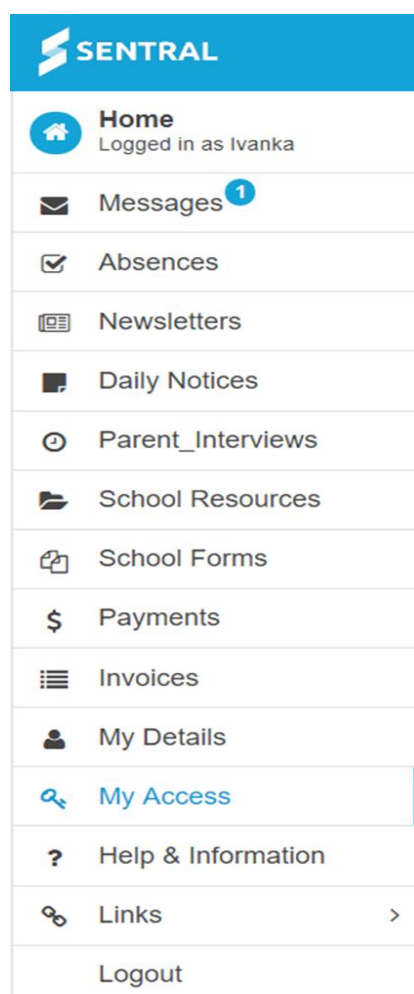 SENTRAL
Home
Logged in as Ivanka
Messages 1
Absences
Newsletters
Daily Notices
Parent_Interviews
School Resources
School Forms
$ Payments
Invoices
My Details
My Access
? Help & Information
Links >
Logout